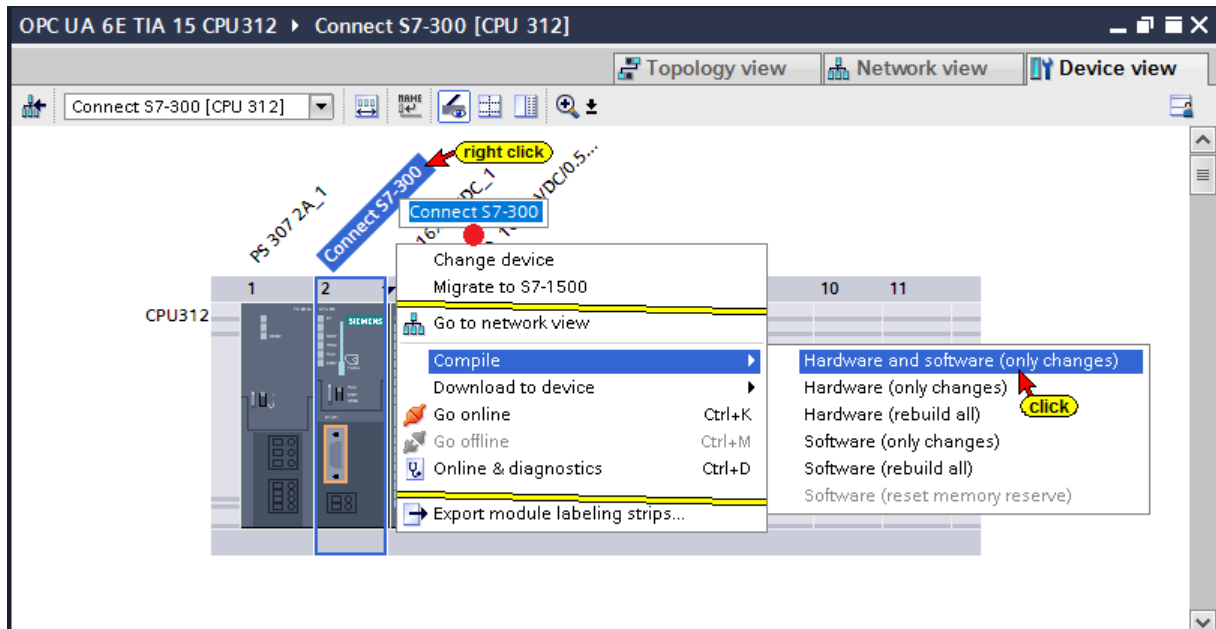 OPC UA 6E TIA 15 CPU312 ▸ Connect S7-300 [CPU 312]
Topology view
Network view
Device view
Connect S7-300 [CPU 312]
right click
PS 307 2A_1
Connect S7-300
Connect S7-300
Change device
Migrate to S7-1500
1
2
10
11
CPU312
SIEMENS
Go to network view
Compile
Hardware and software (only changes)
Download to device
Hardware (only changes)
click
Go online Ctrl+K
Hardware (rebuild all)
Go offline Ctrl+M
Software (only changes)
Online & diagnostics Ctrl+D
Software (rebuild all)
Software (reset memory reserve)
Export module labeling strips...